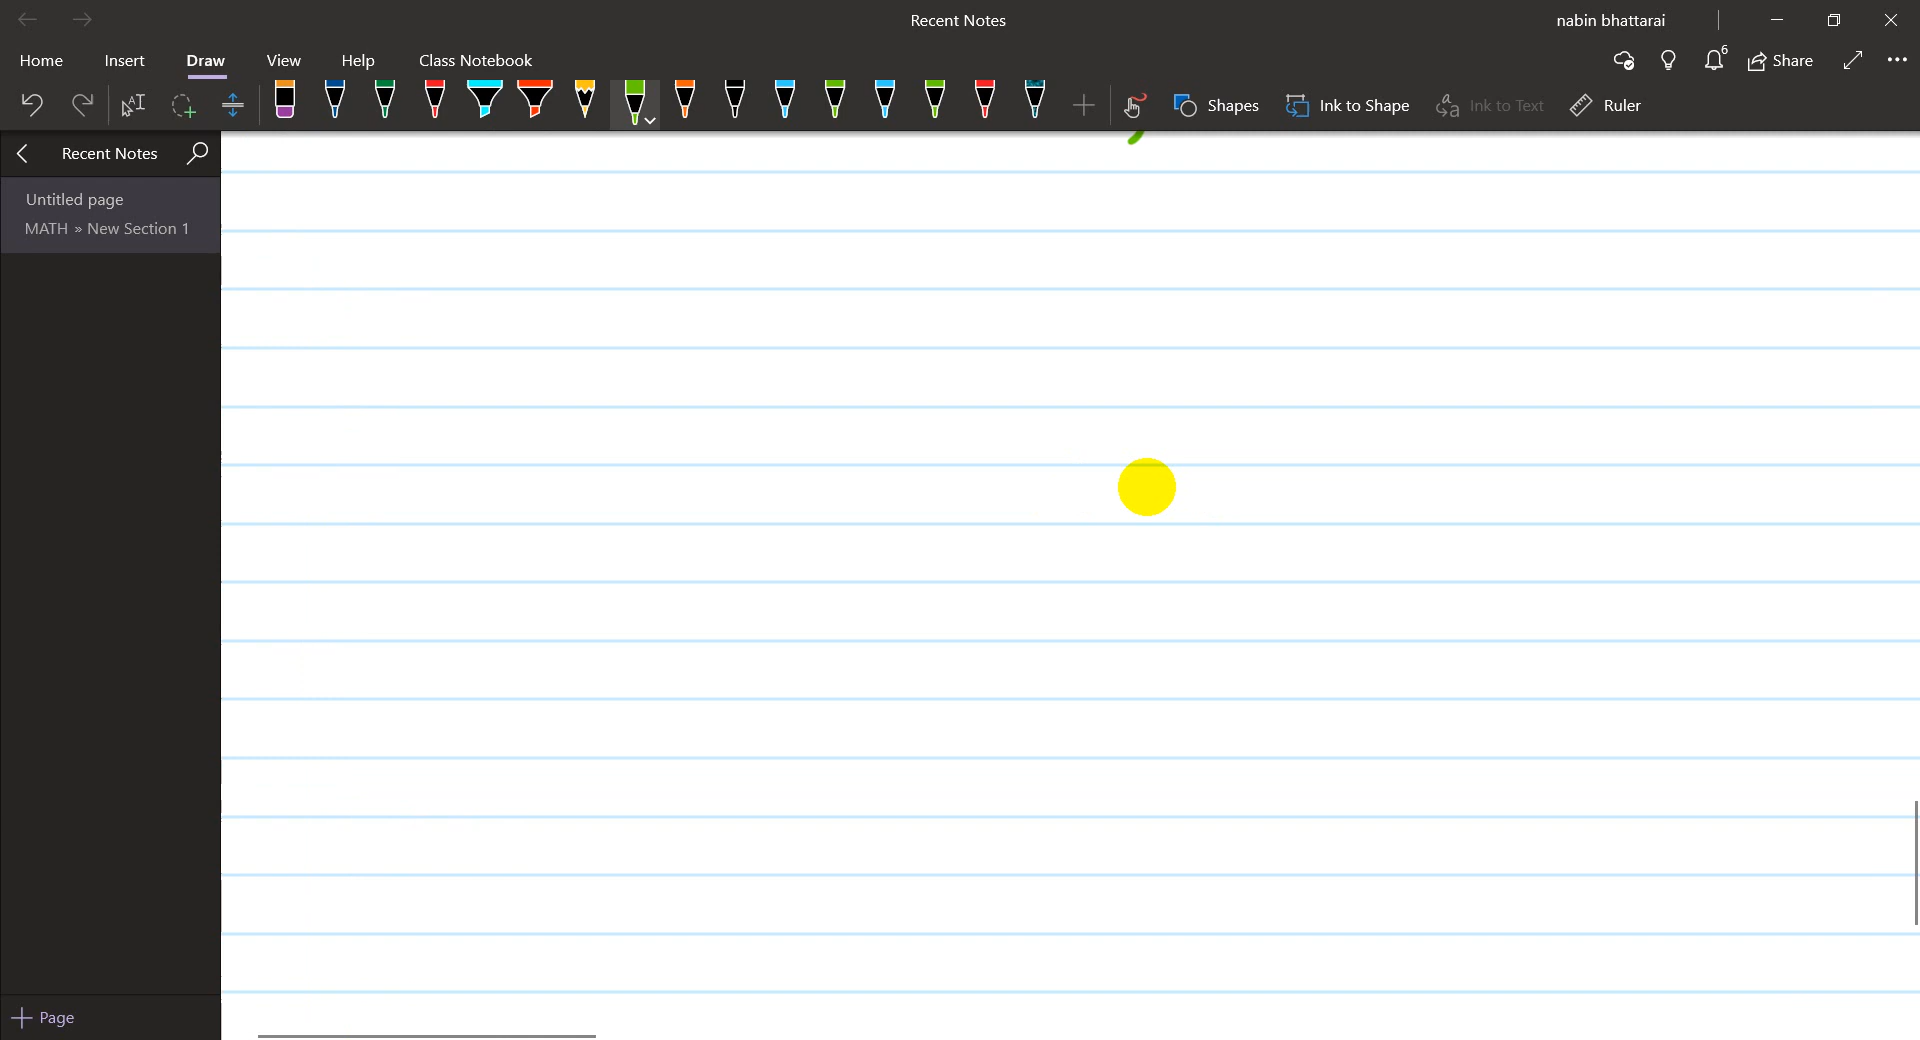 Recent Notes
nabin bhattarai
Home Insert Draw View Help Class Notebook
6
Share
Shapes Ink to Shape Ink to Text Ruler
Recent Notes
Untitled page
MATH » New Section 1
Page